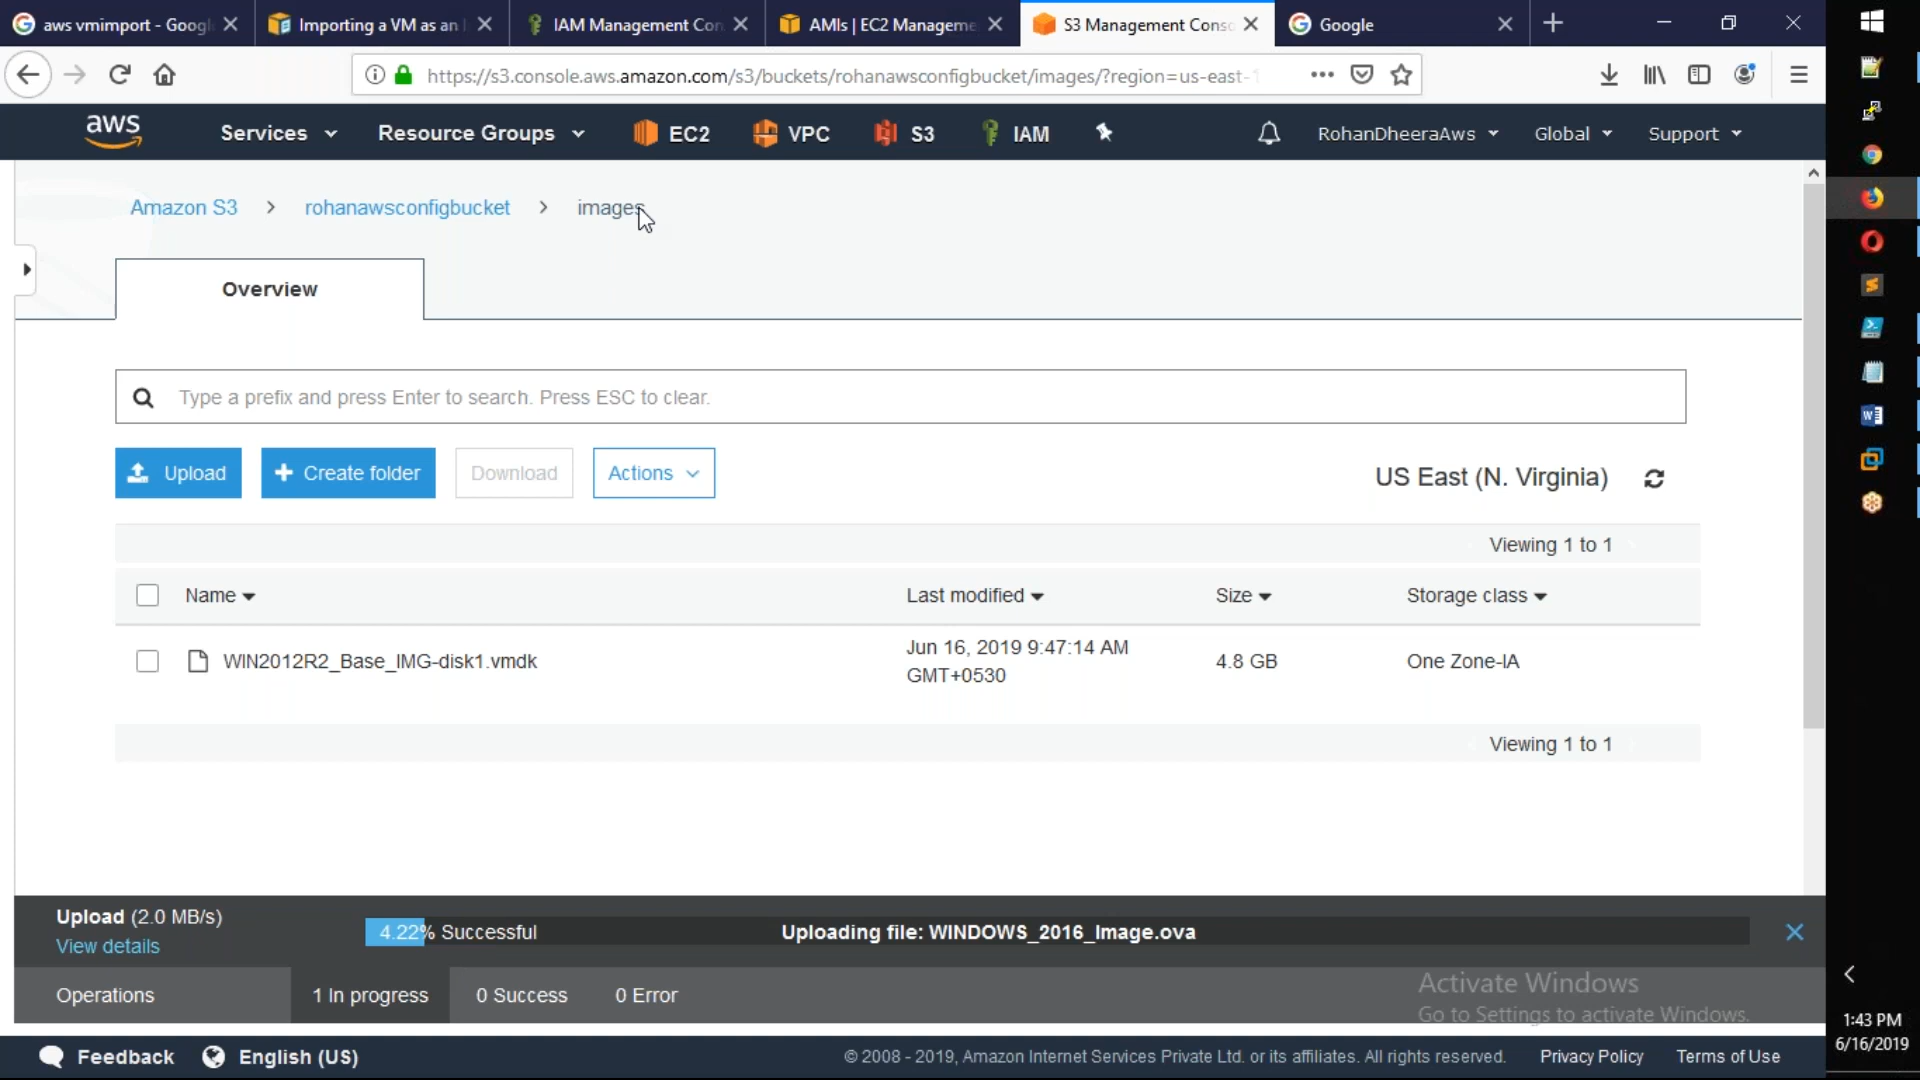 aws vmimport - Googl
Importing a VM as an
IAM Management Con
AMIs | EC2 Manageme
S3 Management Conso
Google
https://s3.console.aws.amazon.com/s3/buckets/rohanawsconfigbucket/images/?region=us-east-1
aws
Services
Resource Groups
EC2
VPC
S3
IAM
RohanDheeraAws
Global
Support
Amazon S3 > rohanawsconfigbucket > images
Overview
Type a prefix and press Enter to search. Press ESC to clear.
Upload
+ Create folder
Download
Actions
US East (N. Virginia)
Viewing 1 to 1
Name
Last modified
Size
Storage class
WIN2012R2_Base_IMG-disk1.vmdk
Jun 16, 2019 9:47:14 AM
GMT+0530
4.8 GB
One Zone-IA
Viewing 1 to 1
Upload (2.0 MB/s)
View details
4.22% Successful
Uploading file: WINDOWS_2016_Image.ova
Operations
1 In progress
0 Success
0 Error
Activate Windows
Go to Settings to activate Windows.
1:43 PM
6/16/2019
Feedback
English (US)
© 2008 - 2019, Amazon Internet Services Private Ltd. or its affiliates. All rights reserved.
Privacy Policy
Terms of Use